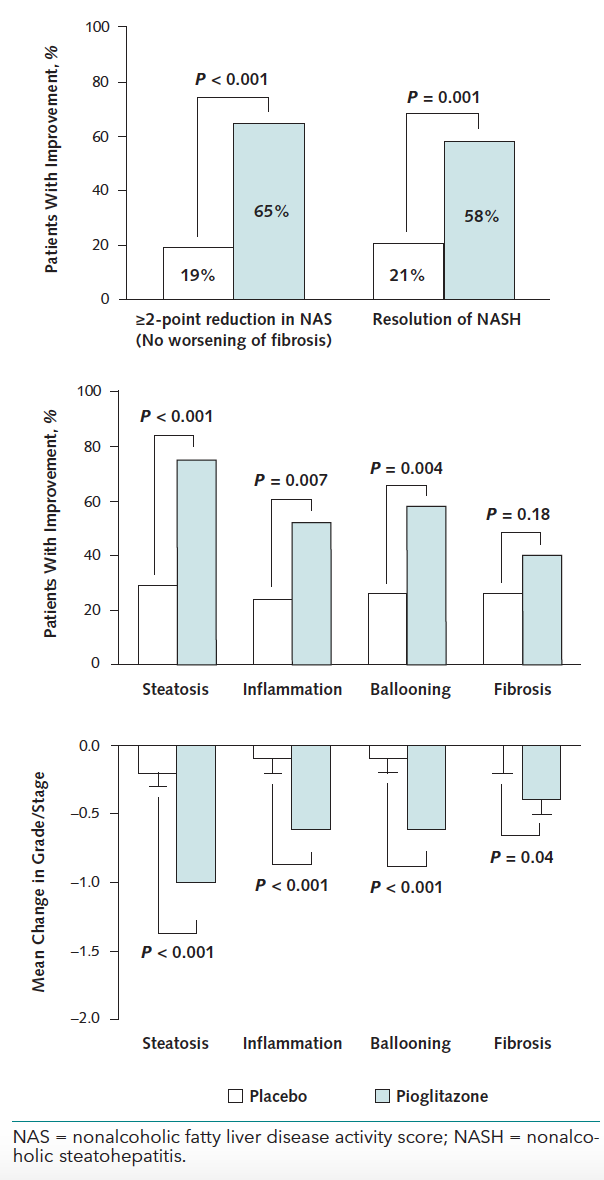 Patients With Improvement, %
100
80
60
40
20
0
P < 0.001
P = 0.001
19%
65%
21%
58%
≥2-point reduction in NAS
(No worsening of fibrosis)
Resolution of NASH
Patients With Improvement, %
100
80
60
40
20
0
P < 0.001
P = 0.007
P = 0.004
P = 0.18
Steatosis
Inflammation
Ballooning
Fibrosis
Mean Change in Grade/Stage
0.0
–0.5
–1.0
–1.5
–2.0
P < 0.001
P < 0.001
P < 0.001
P = 0.04
Steatosis
Inflammation
Ballooning
Fibrosis
Placebo
Pioglitazone
NAS = nonalcoholic fatty liver disease activity score; NASH = nonalco-
holic steatohepatitis.